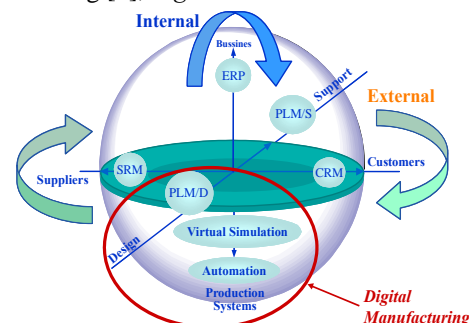 Internal
Bussines
ERP
Support
PLM/S
External
SRM
CRM
Customers
Suppliers
PLM/D
Virtual Simulation
Design
Automation
Production
Systems
Digital
Manufacturing